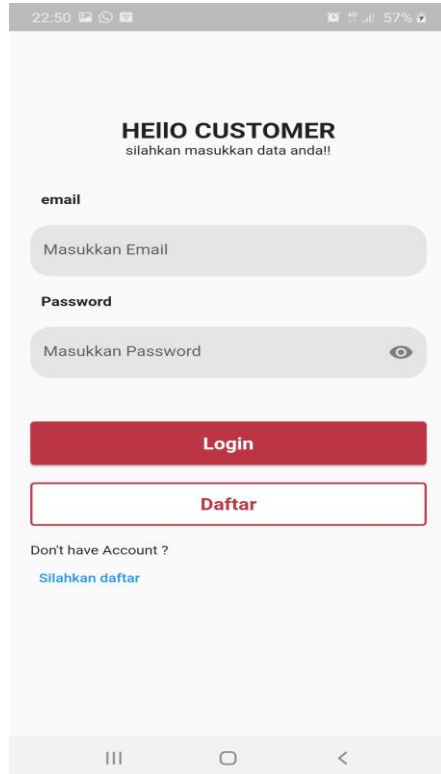 22:50
57%
HEllO CUSTOMER
silahkan masukkan data anda!!
email
Masukkan Email
Password
Masukkan Password
Login
Daftar
Don't have Account ?
Silahkan daftar